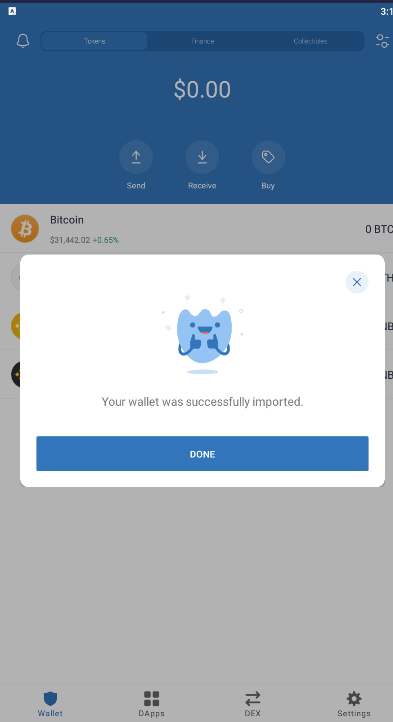 A
3:1
Tokens
Finance
Collectibles
$0.00
Send
Receive
Buy
Bitcoin
$31,442.02 +0.65%
0 BTC
TH
NB
NB
Your wallet was successfully imported.
DONE
Wallet
DApps
DEX
Settings